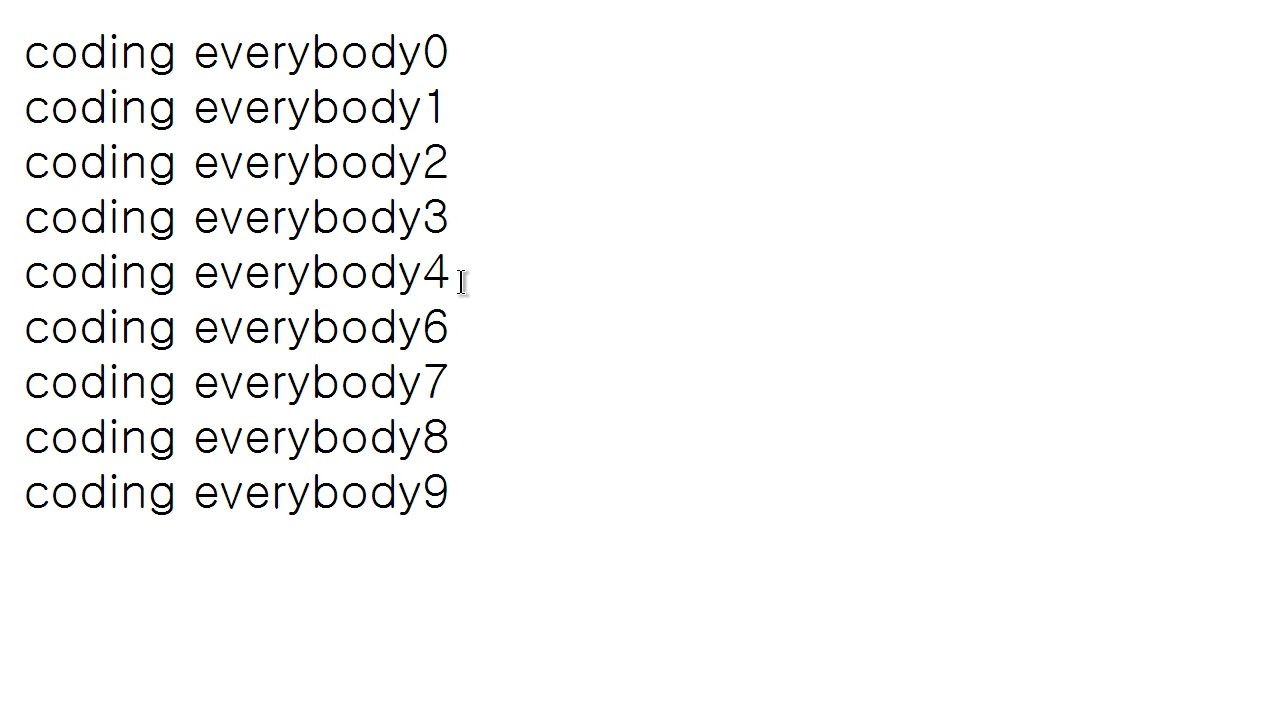 coding everybody0
coding everybody1
coding everybody2
coding everybody3
coding everybody4
coding everybody6
coding everybody7
coding everybody8
coding everybody9